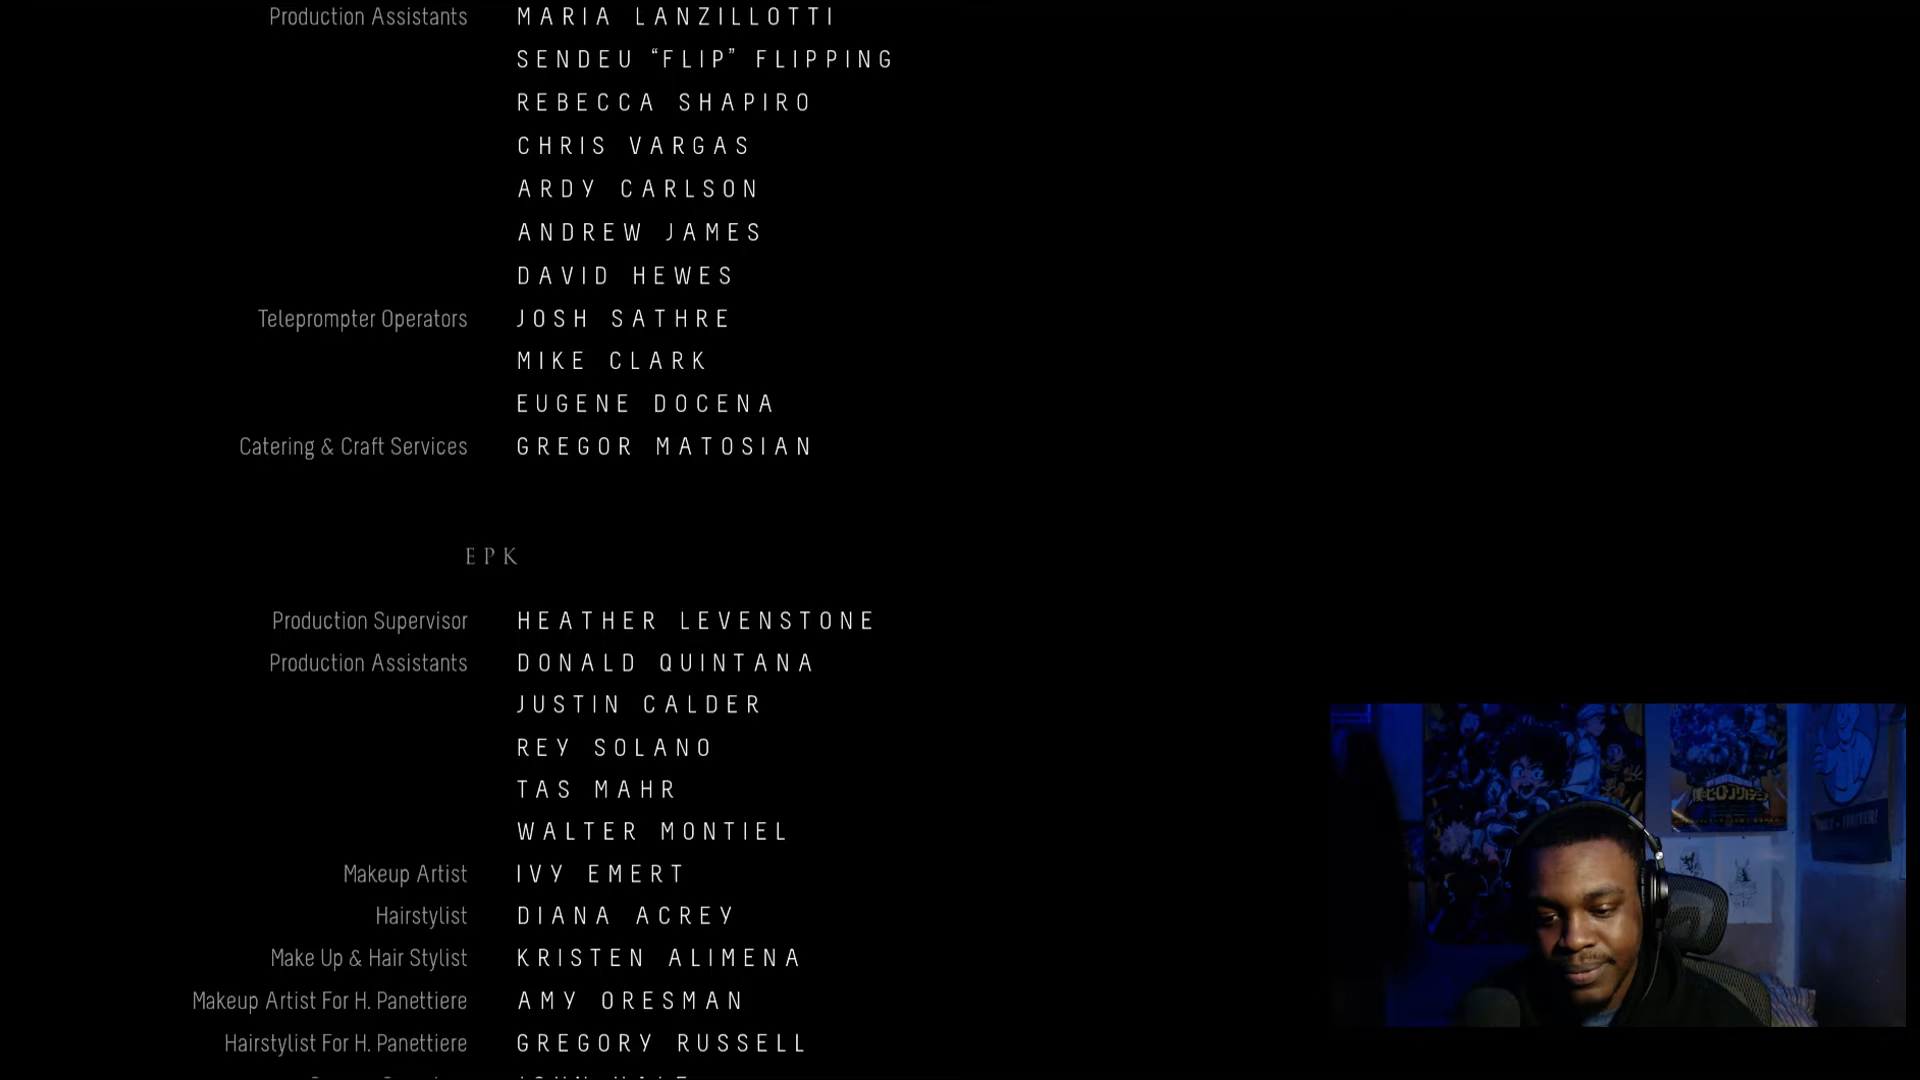 Production Assistants MARIA LANZILLOTTI
SENDEU “FLIP” FLIPPING
REBECCA SHAPIRO
CHRIS VARGAS
ARDY CARLSON
ANDREW JAMES
DAVID HEWES
Teleprompter Operators JOSH SATHRE
MIKE CLARK
EUGENE DOCENA
Catering & Craft Services GREGOR MATOSIAN
EPK
Production Supervisor HEATHER LEVENSTONE
Production Assistants DONALD QUINTANA
JUSTIN CALDER
REY SOLANO
TAS MAHR
WALTER MONTIEL
Makeup Artist IVY EMERT
Hairstylist DIANA ACREY
Make Up & Hair Stylist KRISTEN ALIMENA
Makeup Artist For H. Panettiere AMY ORESMAN
Hairstylist For H. Panettiere GREGORY RUSSELL